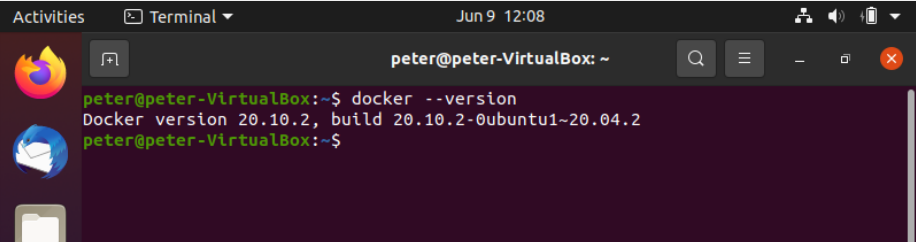 Activities
Terminal
Jun 9 12:08
peter@peter-VirtualBox: ~
peter@peter-VirtualBox:~$ docker --version
Docker version 20.10.2, build 20.10.2-0ubuntu1~20.04.2
peter@peter-VirtualBox:~$